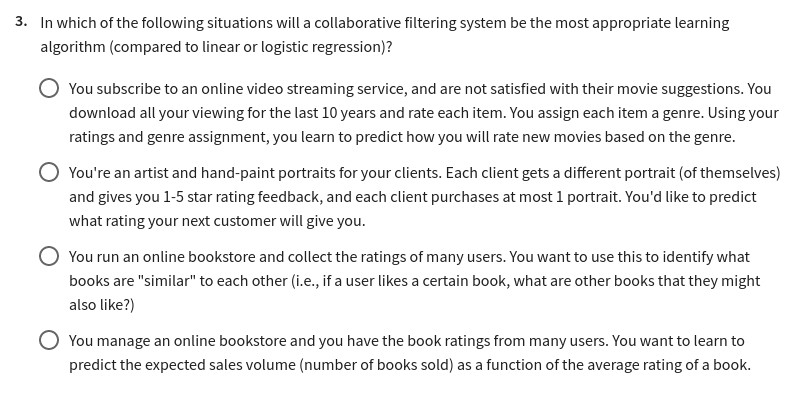 3. In which of the following situations will a collaborative filtering system be the most appropriate learning
algorithm (compared to linear or logistic regression)?
You subscribe to an online video streaming service, and are not satisfied with their movie suggestions. You
download all your viewing for the last 10 years and rate each item. You assign each item a genre. Using your
ratings and genre assignment, you learn to predict how you will rate new movies based on the genre.
You're an artist and hand-paint portraits for your clients. Each client gets a different portrait (of themselves)
and gives you 1-5 star rating feedback, and each client purchases at most 1 portrait. You'd like to predict
what rating your next customer will give you.
You run an online bookstore and collect the ratings of many users. You want to use this to identify what
books are "similar" to each other (i.e., if a user likes a certain book, what are other books that they might
also like?)
You manage an online bookstore and you have the book ratings from many users. You want to learn to
predict the expected sales volume (number of books sold) as a function of the average rating of a book.